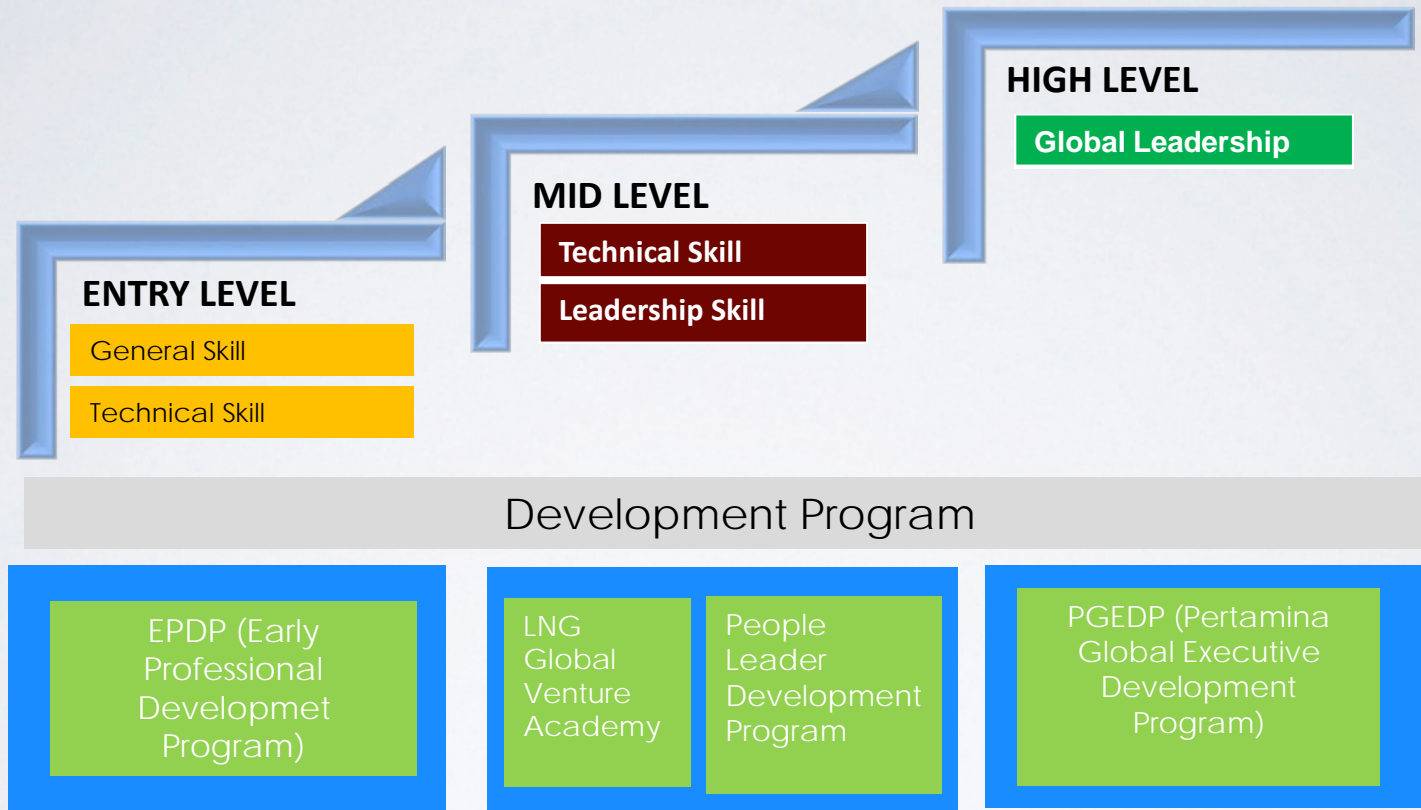 HIGH LEVEL
Global Leadership
MID LEVEL
Technical Skill
Leadership Skill
ENTRY LEVEL
General Skill
Technical Skill
Development Program
EPDP (Early
Professional
Developmet
Program)
LNG
Global
Venture
Academy
People
Leader
Development
Program
PGEDP (Pertamina
Global Executive
Development
Program)